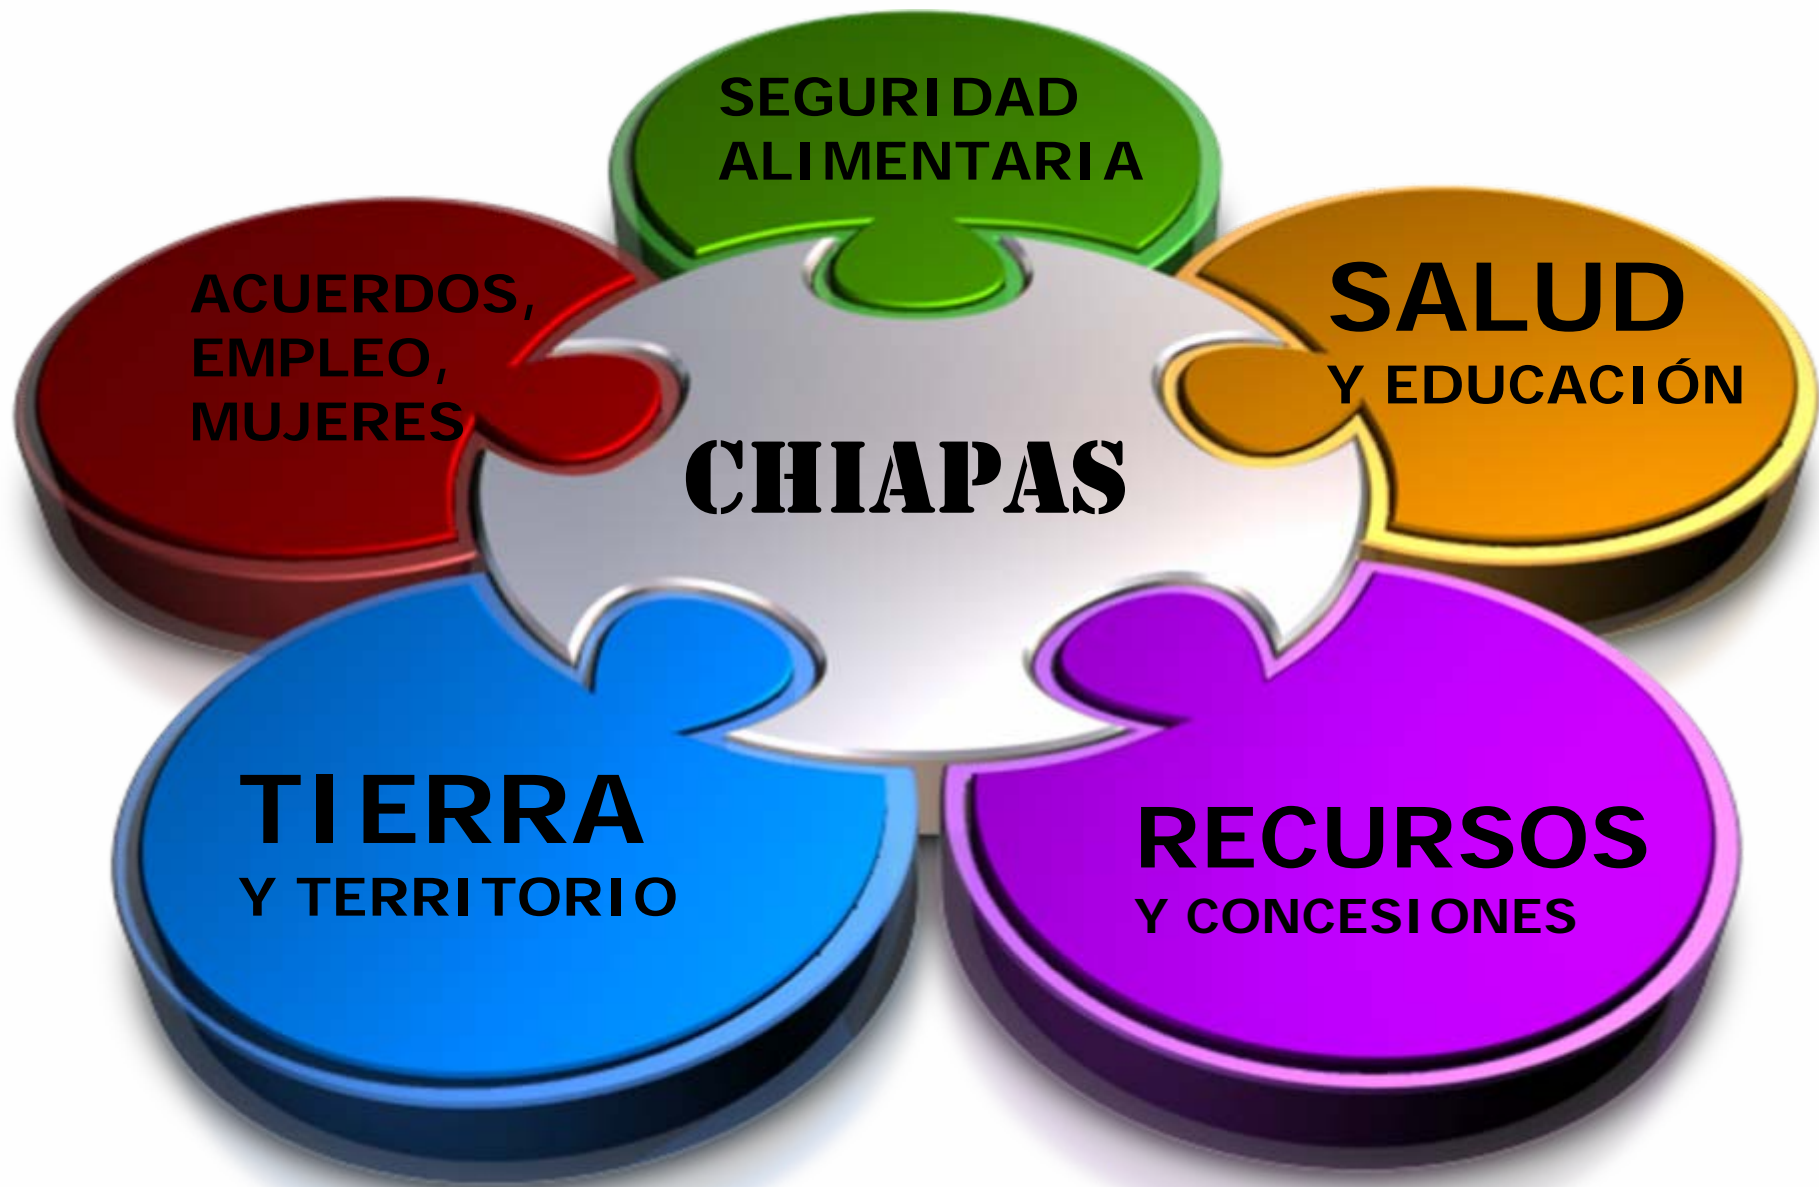 SEGURIDAD
ALIMENTARIA
ACUERDOS,
EMPLEO,
MUJERES
SALUD
Y EDUCACIÓN
CHIAPAS
TIERRA
Y TERRITORIO
RECURSOS
Y CONCESIONES